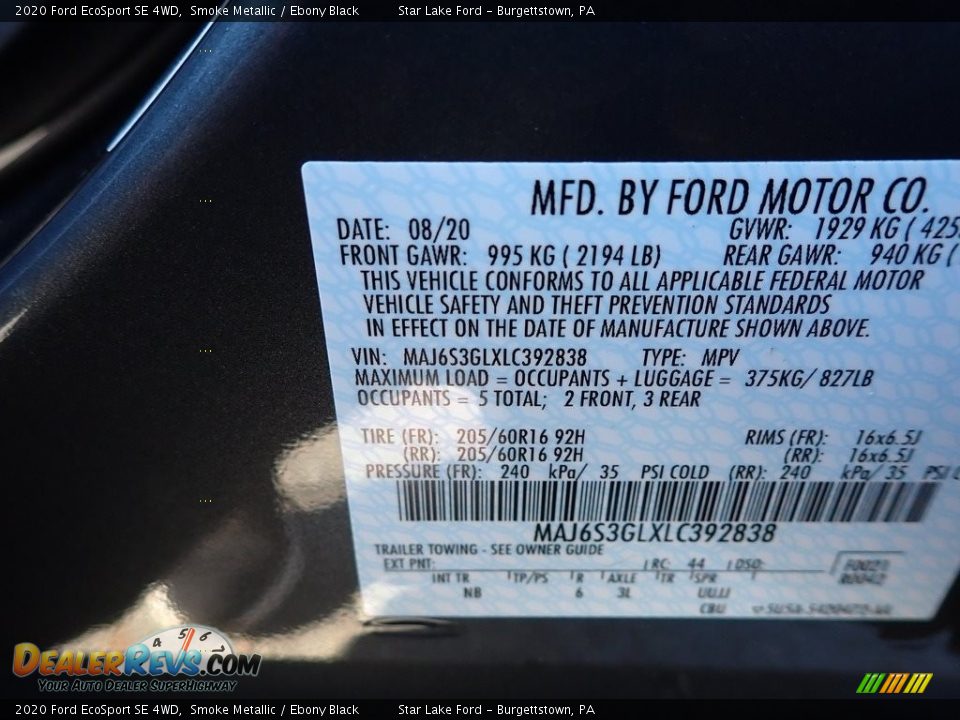 2020 Ford EcoSport SE 4WD, Smoke Metallic / Ebony Black Star Lake Ford - Burgettstown, PA
MFD. BY FORD MOTOR CO.
DATE: 08/20 GVWR: 1929 KG ( 425
FRONT GAWR: 995 KG ( 2194 LB) REAR GAWR: 940 KG (
THIS VEHICLE CONFORMS TO ALL APPLICABLE FEDERAL MOTOR
VEHICLE SAFETY AND THEFT PREVENTION STANDARDS
IN EFFECT ON THE DATE OF MANUFACTURE SHOWN ABOVE.
VIN: MAJ6S3GLXLC392838 TYPE: MPV
MAXIMUM LOAD = OCCUPANTS + LUGGAGE = 375KG/ 827LB
OCCUPANTS = 5 TOTAL; 2 FRONT, 3 REAR
TIRE (FR): 205/60R16 92H RIMS (FR): 16x6.5J
(RR): 205/60R16 92H (RR): 16x6.5J
PRESSURE (FR): 240 kPa/ 35 PSI COLD (RR): 240 kPa/ 35 PSI C
MAJ6S3GLXLC392838
TRAILER TOWING - SEE OWNER GUIDE
EXT PNT: RC: 44 DSO:
INT TR TP/PS R AXLE TR SPR
NB 6 3L UUJJ
CBU
DEALERREVS.COM
YOUR AUTO DEALER SUPERHIGHWAY
2020 Ford EcoSport SE 4WD, Smoke Metallic / Ebony Black Star Lake Ford - Burgettstown, PA